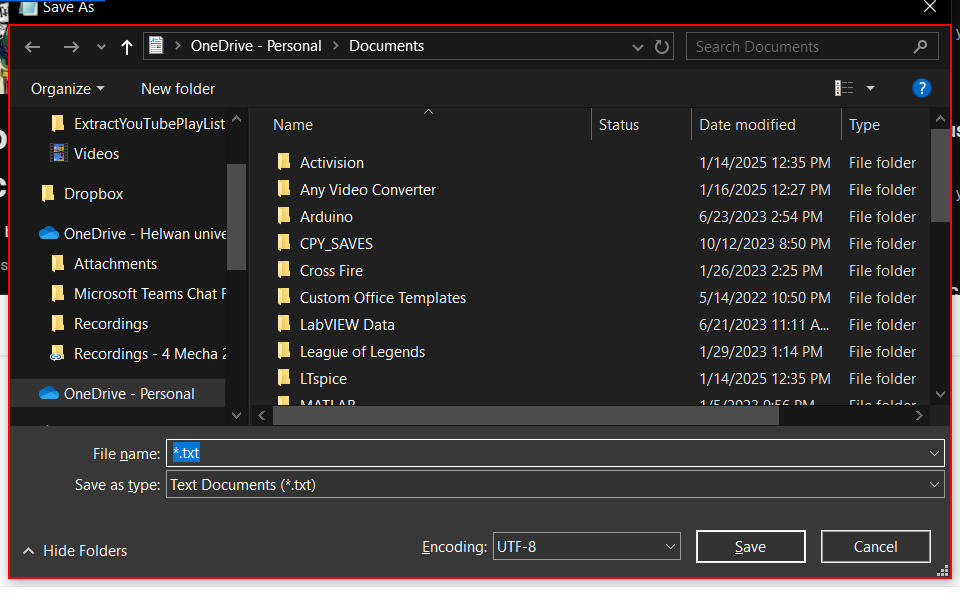 Save As
OneDrive - Personal > Documents
Search Documents
Organize
New folder
?
ExtractYouTubePlayList
Videos
Dropbox
OneDrive - Helwan unive
Attachments
Microsoft Teams Chat F
Recordings
Recordings - 4 Mecha 2
OneDrive - Personal
Name Status Date modified Type
Activision 1/14/2025 12:35 PM File folder
Any Video Converter 1/16/2025 12:27 PM File folder
Arduino 6/23/2023 2:54 PM File folder
CPY_SAVES 10/12/2023 8:50 PM File folder
Cross Fire 1/26/2023 2:25 PM File folder
Custom Office Templates 5/14/2022 10:50 PM File folder
LabVIEW Data 6/21/2023 11:11 A... File folder
League of Legends 1/29/2023 1:14 PM File folder
LTspice 1/14/2025 12:35 PM File folder
MATLAB 1/5/2023 9:56 PM File folder
File name: *.txt
Save as type: Text Documents (*.txt)
Hide Folders
Encoding: UTF-8
Save
Cancel